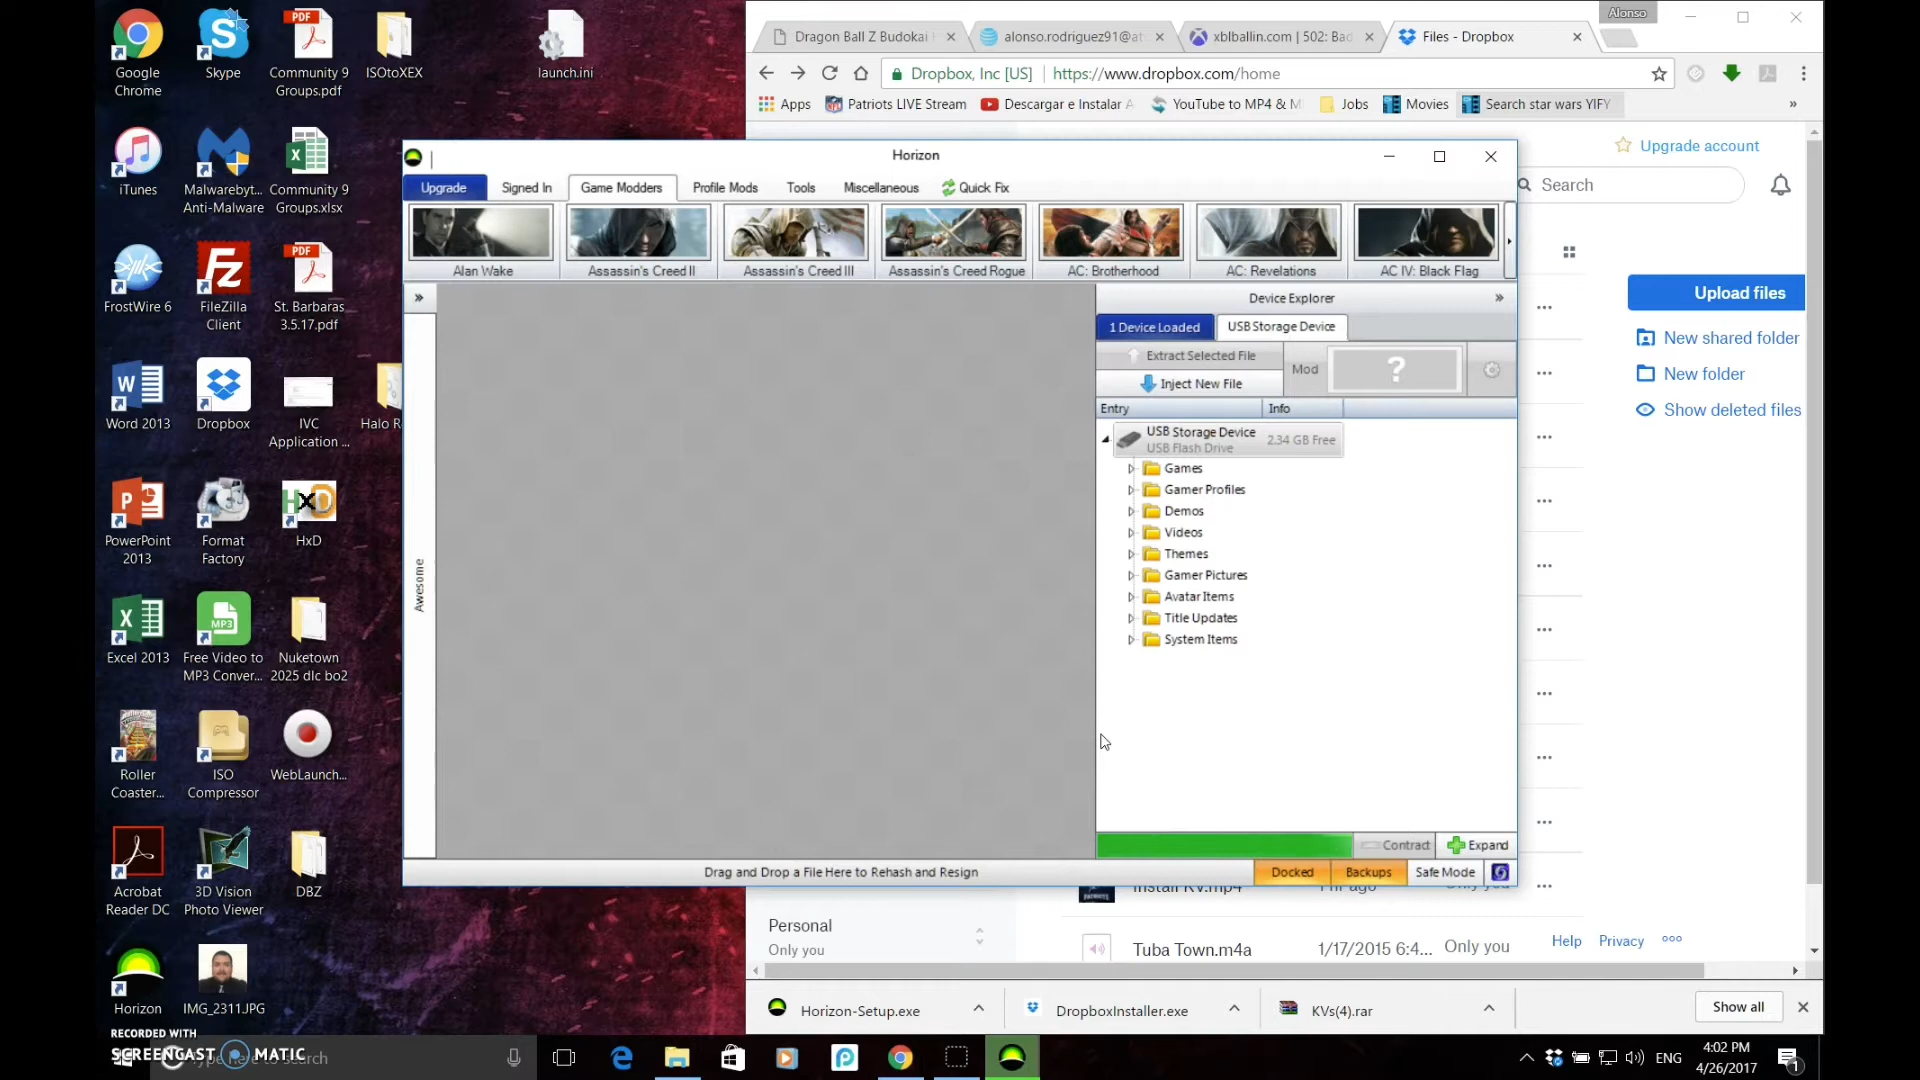 Google
Chrome
Skype
Community 9
Groups.pdf
ISOtoXEX
launch.ini
iTunes
Malwarebyt...
Anti-Malware
Community 9
Groups.xlsx
FrostWire 6
FileZilla
Client
St. Barbaras
3.5.17.pdf
Word 2013
Dropbox
IVC
Application ...
Halo R
PowerPoint
2013
Format
Factory
HxD
Excel 2013
Free Video to
MP3 Conver...
Nuketown
2025 dlc bo2
Roller
Coaster...
ISO
Compressor
WebLaunch...
Acrobat
Reader DC
3D Vision
Photo Viewer
DBZ
Horizon
IMG_2311.JPG
RECORDED WITH
SCREENCAST MATIC
Alonso
Dragon Ball Z Budokai
alonso.rodriguez91@at
xblballin.com | 502: Bad
Files - Dropbox
Dropbox, Inc [US] | https://www.dropbox.com/home
Apps
Patriots LIVE Stream
Descargar e Instalar A
YouTube to MP4 & M
Jobs
Movies
Search star wars YIFY
»
Upgrade account
Search
Upload files
New shared folder
New folder
Show deleted files
Horizon
Upgrade
Signed In
Game Modders
Profile Mods
Tools
Miscellaneous
Quick Fix
Alan Wake
Assassin's Creed II
Assassin's Creed III
Assassin's Creed Rogue
AC: Brotherhood
AC: Revelations
AC IV: Black Flag
»
Awesome
Device Explorer
»
1 Device Loaded
USB Storage Device
Extract Selected File
Inject New File
Mod
?
Entry
Info
USB Storage Device
USB Flash Drive
2.34 GB Free
Games
Gamer Profiles
Demos
Videos
Themes
Gamer Pictures
Avatar Items
Title Updates
System Items
Contract
Expand
Drag and Drop a File Here to Rehash and Resign
Docked
Backups
Safe Mode
Install KV.mp4
Personal
Only you
Tuba Town.m4a
1/17/2015 6:4...
Only you
Help
Privacy
Horizon-Setup.exe
DropboxInstaller.exe
KVs(4).rar
Show all
ENG
4:02 PM
4/26/2017
1